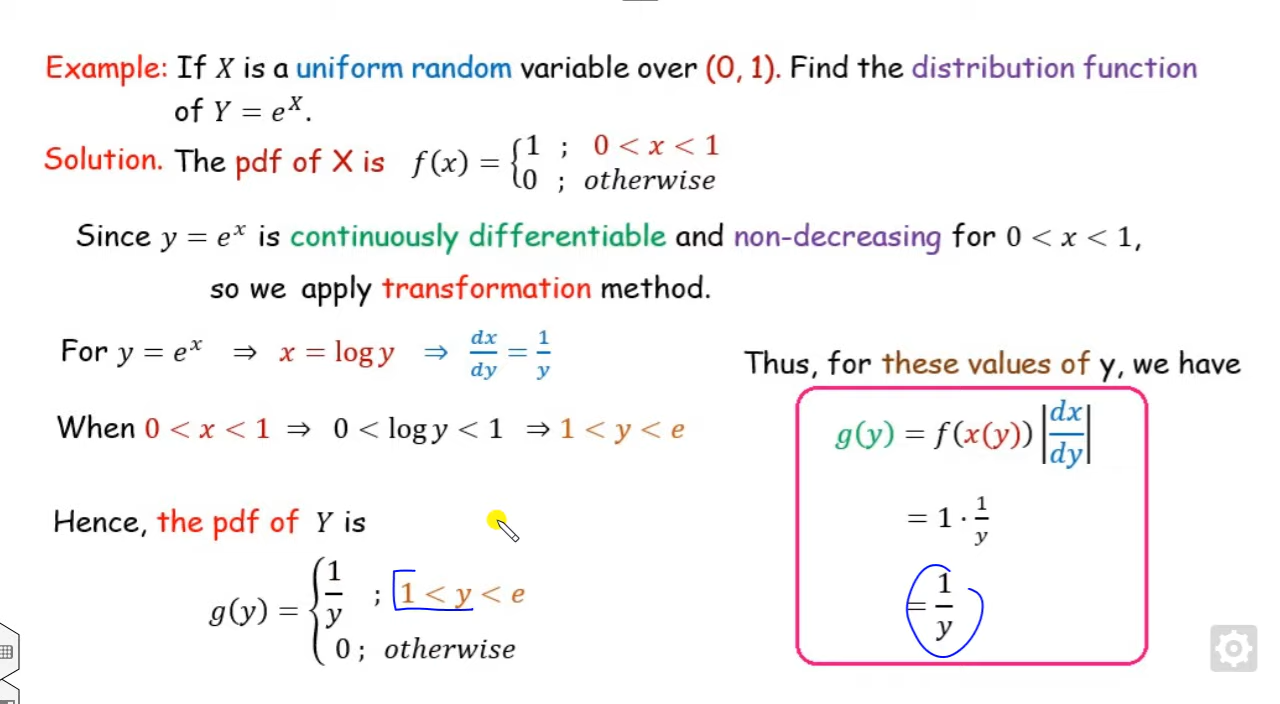 Example: If X is a uniform random variable over (0, 1). Find the distribution function
of Y = e^X.
Solution. The pdf of X is f(x) = {1 ; 0 < x < 1
0 ; otherwise
Since y = e^x is continuously differentiable and non-decreasing for 0 < x < 1,
so we apply transformation method.
For y = e^x ⇒ x = log y ⇒ dx/dy = 1/y
When 0 < x < 1 ⇒ 0 < log y < 1 ⇒ 1 < y < e
Hence, the pdf of Y is
g(y) = {1/y ; 1 < y < e
0 ; otherwise
Thus, for these values of y, we have
g(y) = f(x(y)) |dx/dy|
= 1 · 1/y
= 1/y